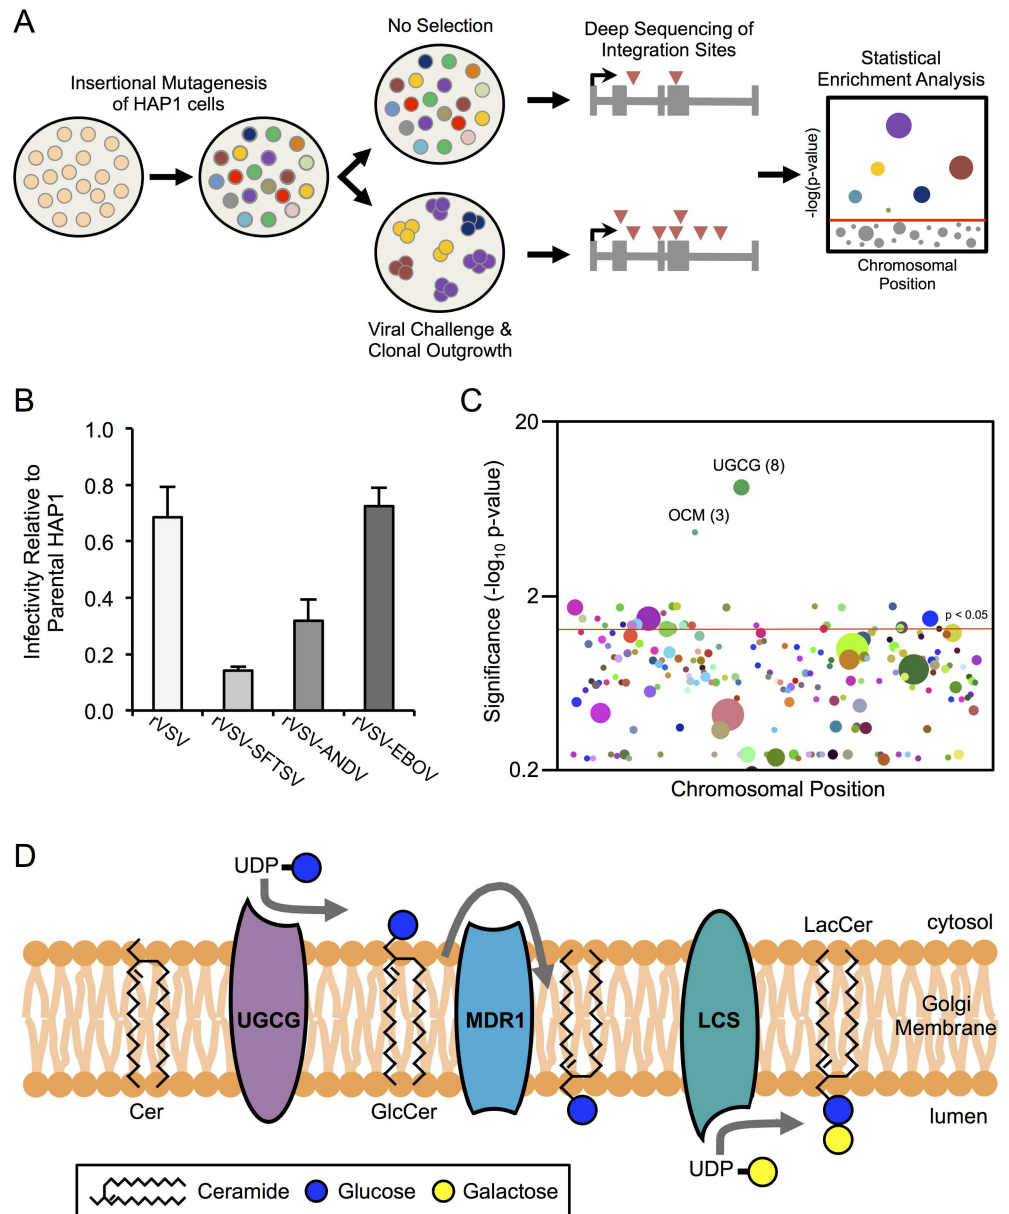 A
Insertional Mutagenesis
of HAP1 cells
No Selection
Viral Challenge &
Clonal Outgrowth
Deep Sequencing of
Integration Sites
Statistical
Enrichment Analysis
-log(p-value)
Chromosomal
Position
B
Infectivity Relative to
Parental HAP1
1.0
0.8
0.6
0.4
0.2
0.0
rVSV
rVSV-SFTSV
rVSV-ANDV
rVSV-EBOV
C
Significance (-log10 p-value)
20
2
0.2
UGCG (8)
OCM (3)
p < 0.05
Chromosomal Position
D
UDP
LacCer
cytosol
UGCG
MDR1
LCS
Golgi
Membrane
Cer
GlcCer
lumen
UDP
Ceramide
Glucose
Galactose